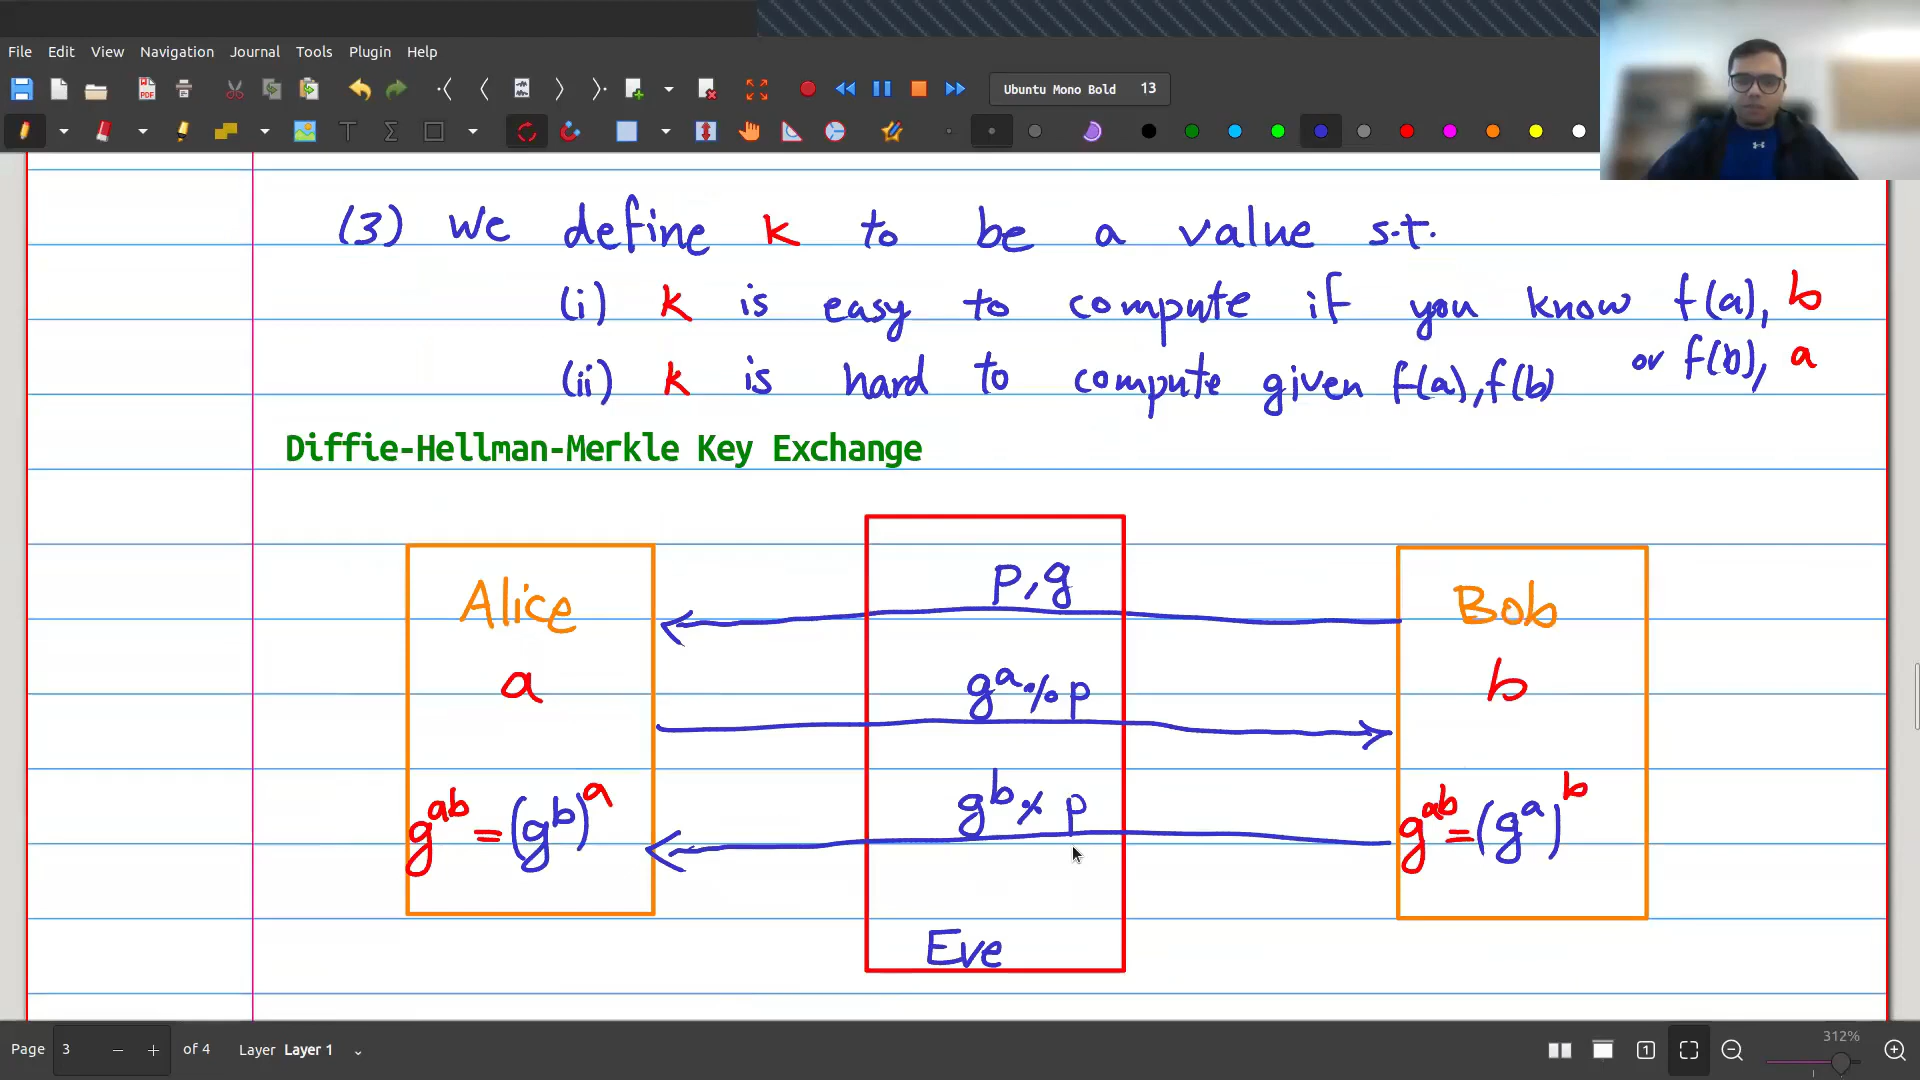 File Edit View Navigation Journal Tools Plugin Help
PDF
Ubuntu Mono Bold 13
(3) We define k to be a value s.t.
(i) k is easy to compute if you know f(a), b
or f(b), a
(ii) k is hard to compute given f(a), f(b)
Diffie-Hellman-Merkle Key Exchange
Alice
a
g^ab = (g^b)^a
P, g
g^a % p
g^b % p
Eve
Bob
b
g^ab = (g^a)^b
Page 3 − + of 4 Layer Layer 1
1
312%